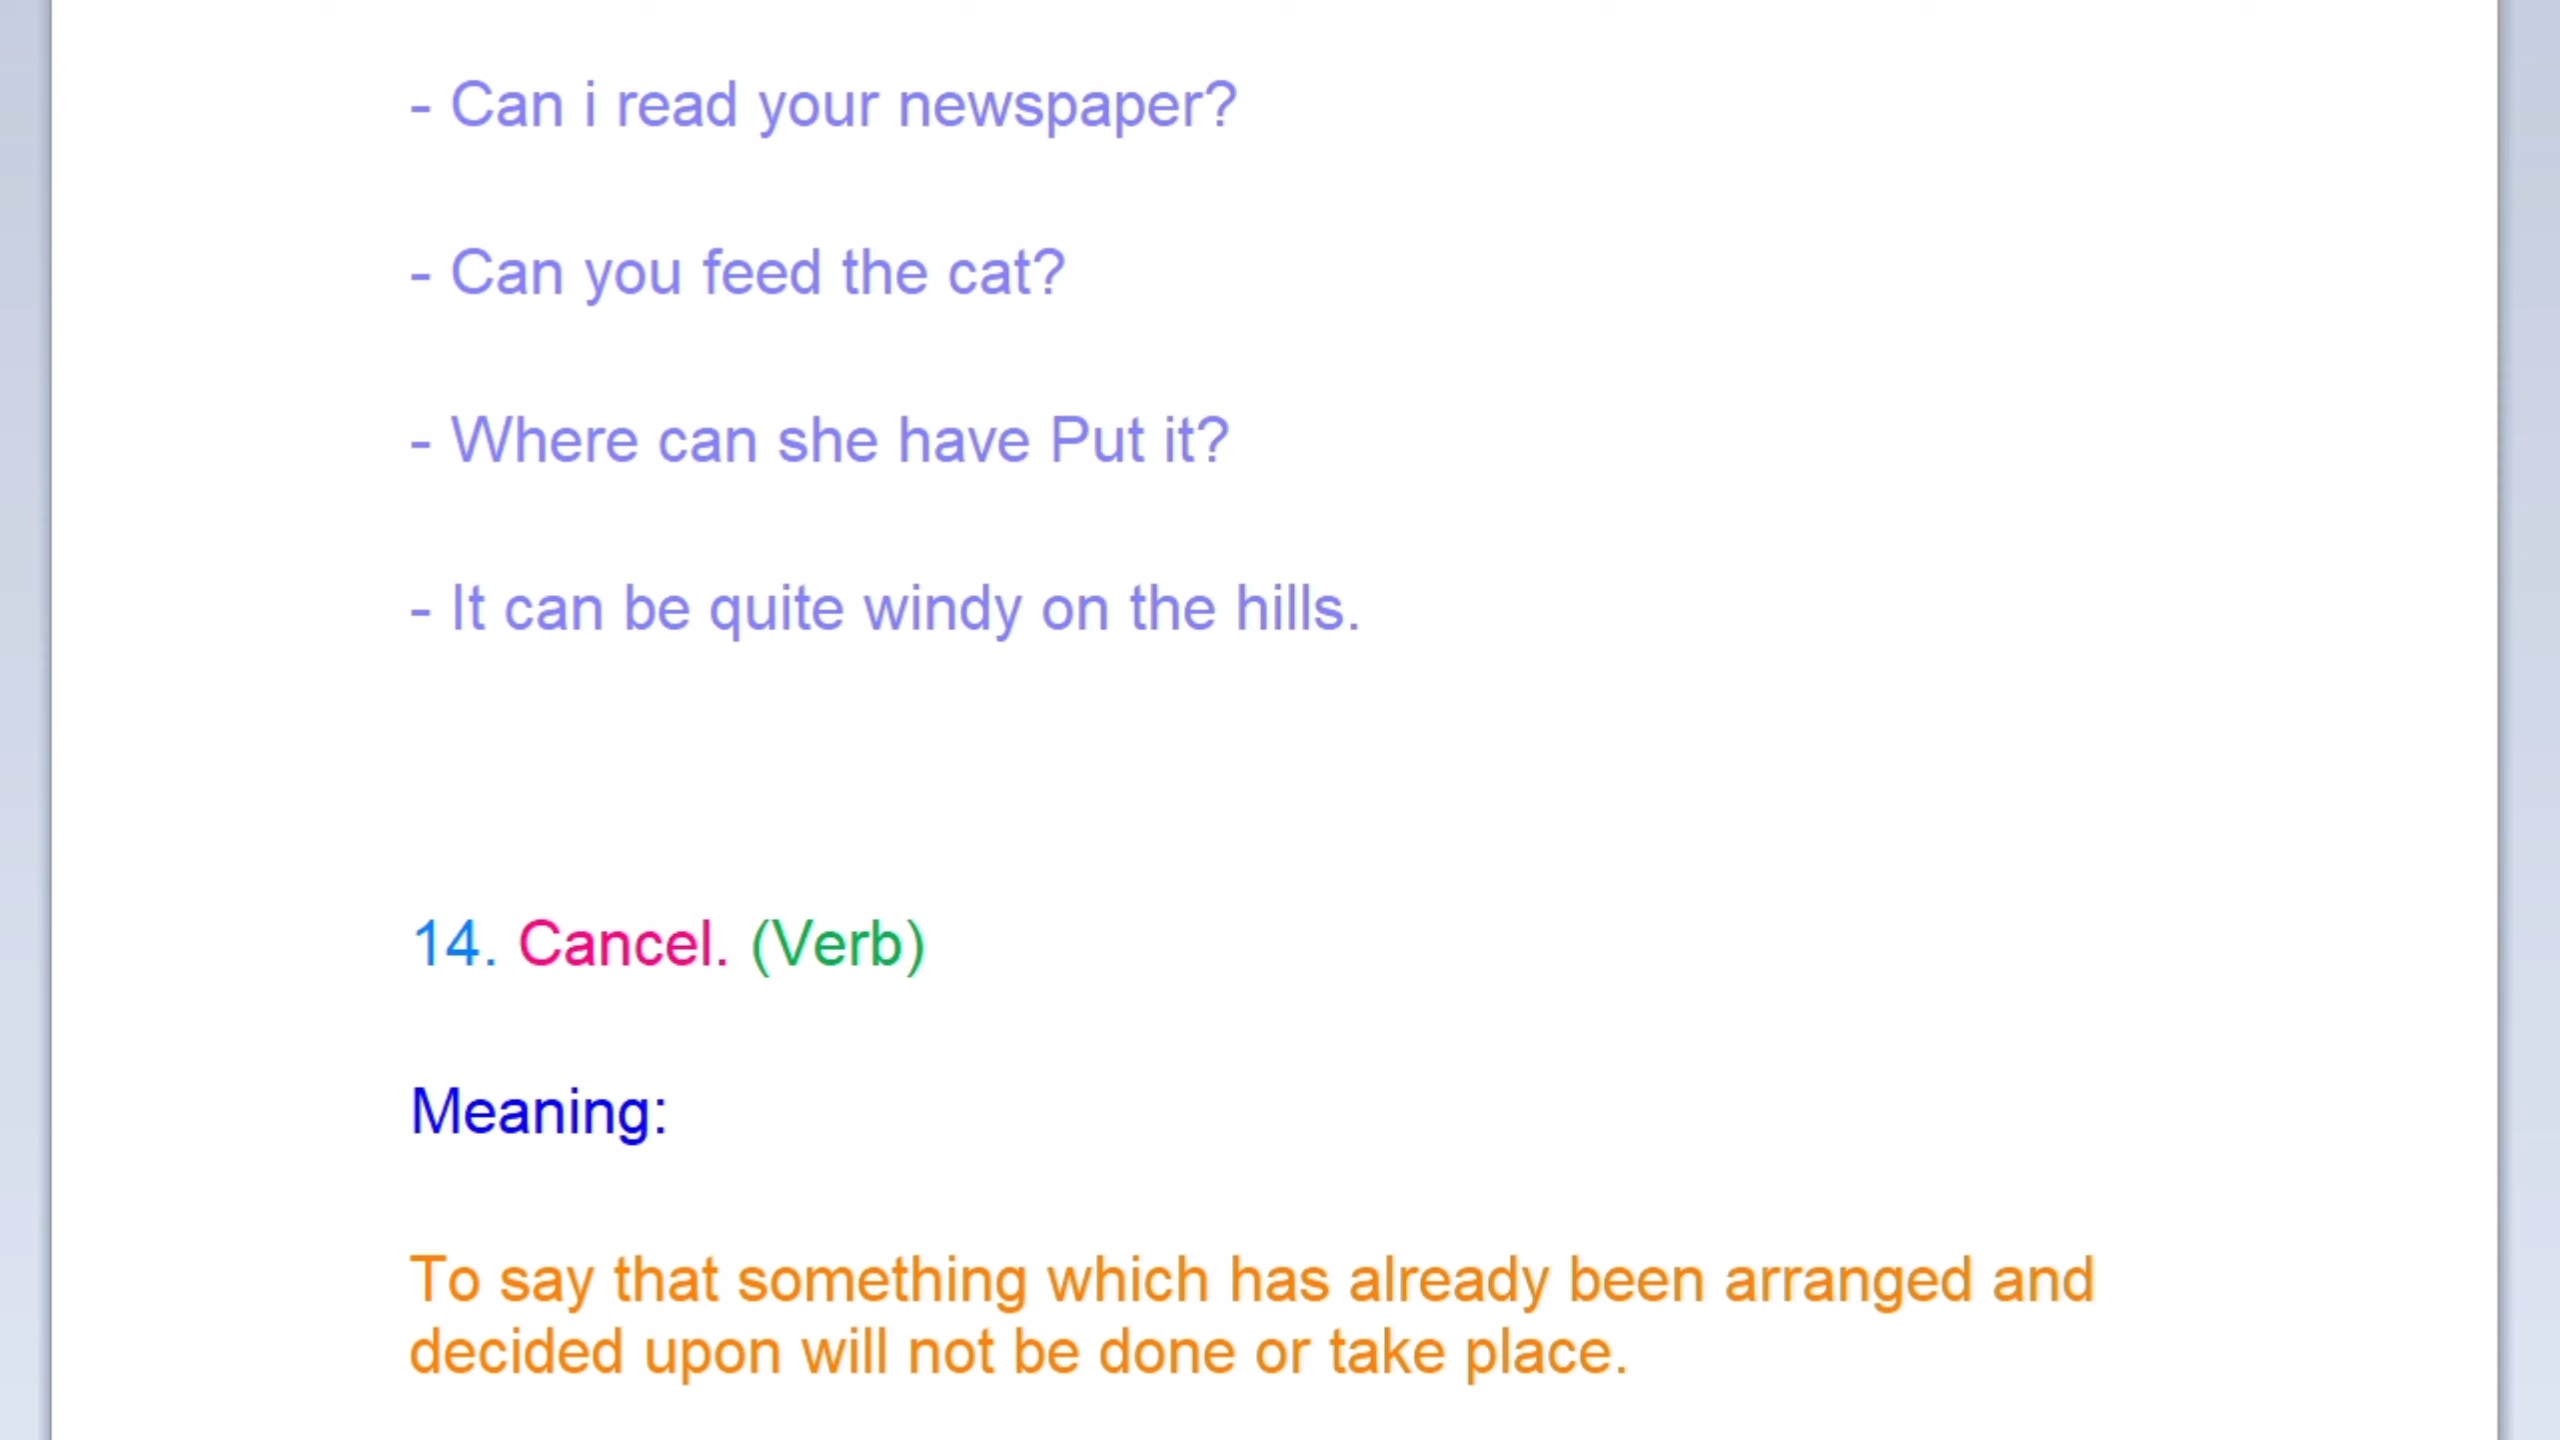 - Can i read your newspaper?
- Can you feed the cat?
- Where can she have Put it?
- It can be quite windy on the hills.
14. Cancel. (Verb)
Meaning:
To say that something which has already been arranged and
decided upon will not be done or take place.